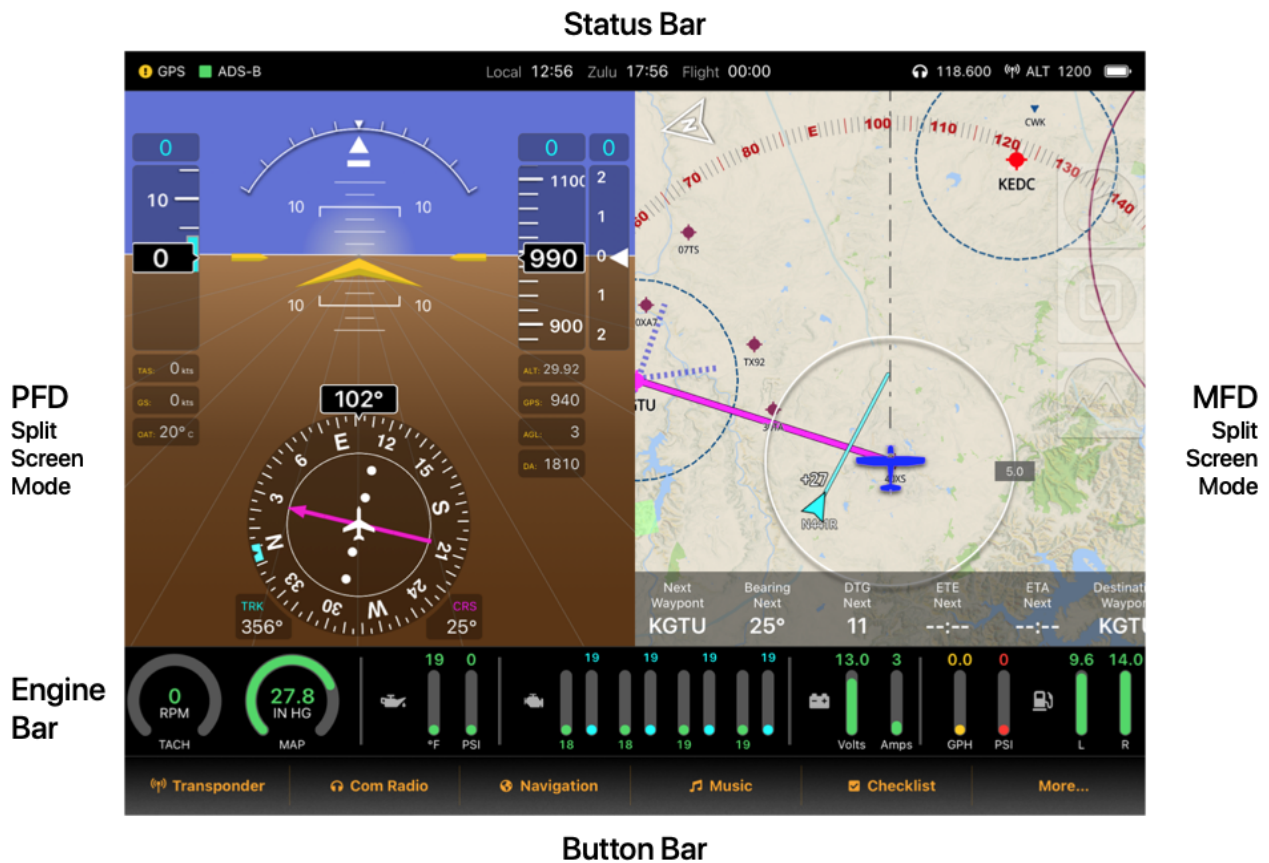 Status Bar
GPS ADS-B Local 12:56 Zulu 17:56 Flight 00:00 118.600 ALT 1200
PFD
Split
Screen
Mode
0
10
0
10 10
10 10
0 0
1100
990
900
2
1
0
1
2
TAS: 0 kts
GS: 0 kts
OAT: 20° c
ALT: 29.92
GPS: 940
AGL: 3
DA: 1810
102°
N 3 6 E 12 15 S 21 24 W 30 33
TRK
356°
CRS
25°
N
60 70 80 E 100 110 120 130 140
CWK
KEDC
07TS
0XA7
TX92
+27
5.0
MFD
Split
Screen
Mode
Next Bearing DTG ETE ETA Destinati
Waypont Next Next Next Next Waypor
KGTU 25° 11 --:-- --:-- KGTU
Engine
Bar
0
RPM
TACH
27.8
IN HG
MAP
19 0
°F PSI
19 19 19 19
18 18 19 19
13.0 3
Volts Amps
0.0 0
GPH PSI
9.6 14.0
L R
Transponder Com Radio Navigation Music Checklist More...
Button Bar